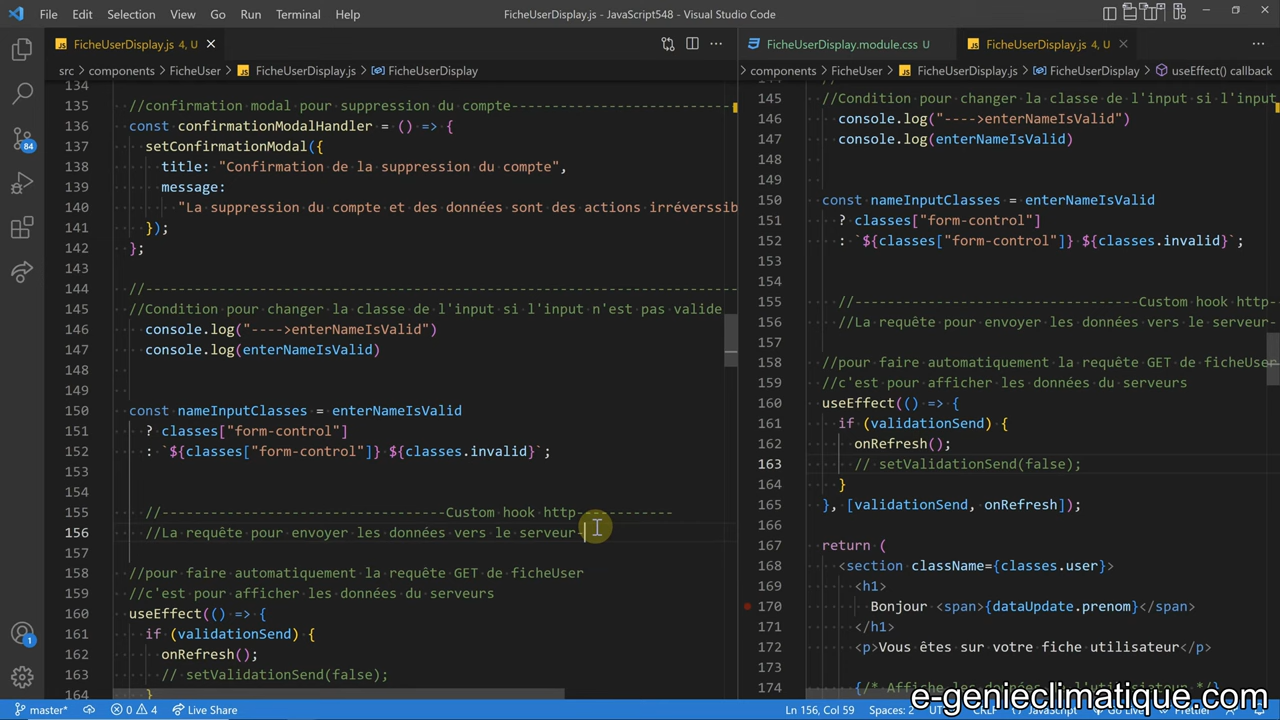 File Edit Selection View Go Run Terminal Help
FicheUserDisplay.js - JavaScript548 - Visual Studio Code
FicheUserDisplay.js 4, U
src > components > FicheUser > FicheUserDisplay.js > FicheUserDisplay
134
135 //confirmation modal pour suppression du compte---------------------------
136 const confirmationModalHandler = () => {
137 setConfirmationModal({
138 title: "Confirmation de la suppression du compte",
139 message:
140 "La suppression du compte et des données sont des actions irréverssib
141 });
142 };
143
144 //-------------------------------------------------------------------------
145 //Condition pour changer la classe de l'input si l'input n'est pas valide
146 console.log("---->enterNameIsValid")
147 console.log(enterNameIsValid)
148
149
150 const nameInputClasses = enterNameIsValid
151 ? classes["form-control"]
152 : `${classes["form-control"]} ${classes.invalid}`;
153
154
155 //-----------------------------------Custom hook http------------
156 //La requête pour envoyer les données vers le serveur-
157
158 //pour faire automatiquement la requête GET de ficheUser
159 //c'est pour afficher les données du serveurs
160 useEffect(() => {
161 if (validationSend) {
162 onRefresh();
163 // setValidationSend(false);
164 }
FicheUserDisplay.module.css U
FicheUserDisplay.js 4, U
components > FicheUser > FicheUserDisplay.js > FicheUserDisplay > useEffect() callback
145 //Condition pour changer la classe de l'input si l'input
146 console.log("---->enterNameIsValid")
147 console.log(enterNameIsValid)
148
149
150 const nameInputClasses = enterNameIsValid
151 ? classes["form-control"]
152 : `${classes["form-control"]} ${classes.invalid}`;
153
154
155 //-----------------------------------Custom hook http-
156 //La requête pour envoyer les données vers le serveur-
157
158 //pour faire automatiquement la requête GET de ficheUser
159 //c'est pour afficher les données du serveurs
160 useEffect(() => {
161 if (validationSend) {
162 onRefresh();
163 // setValidationSend(false);
164 }
165 }, [validationSend, onRefresh]);
166
167 return (
168 <section className={classes.user}>
169 <h1>
170 Bonjour <span>{dataUpdate.prenom}</span>
171 </h1>
172 <p>Vous êtes sur votre fiche utilisateur</p>
173
174 {/* Affiche les données de l'utilisateur */}
84
1
e-genieclimatique.com
master* 0 4 Live Share
Ln 156, Col 59 Spaces: 2 CRLF JavaScript Go Live Prettier